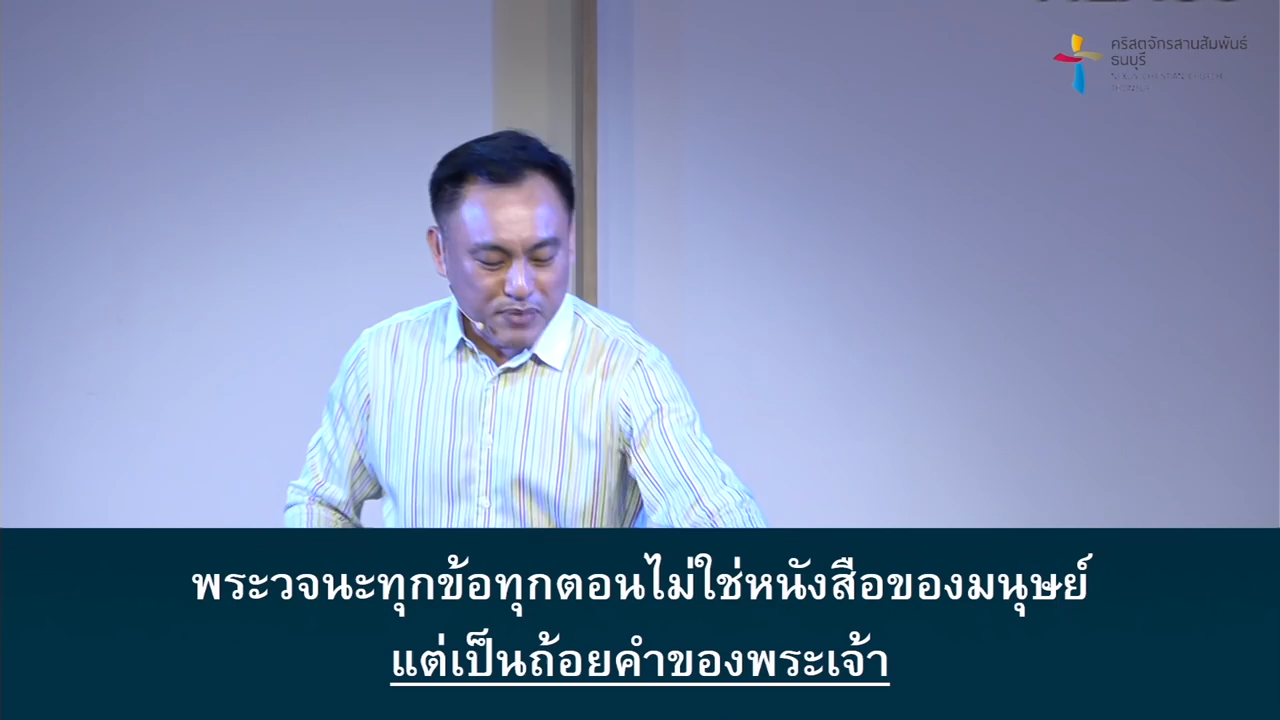 คริสตจักรสานสัมพันธ์
ธนบุรี
พระวจนะทุกข้อทุกตอนไม่ใช่หนังสือของมนุษย์
แต่เป็นถ้อยคำของพระเจ้า